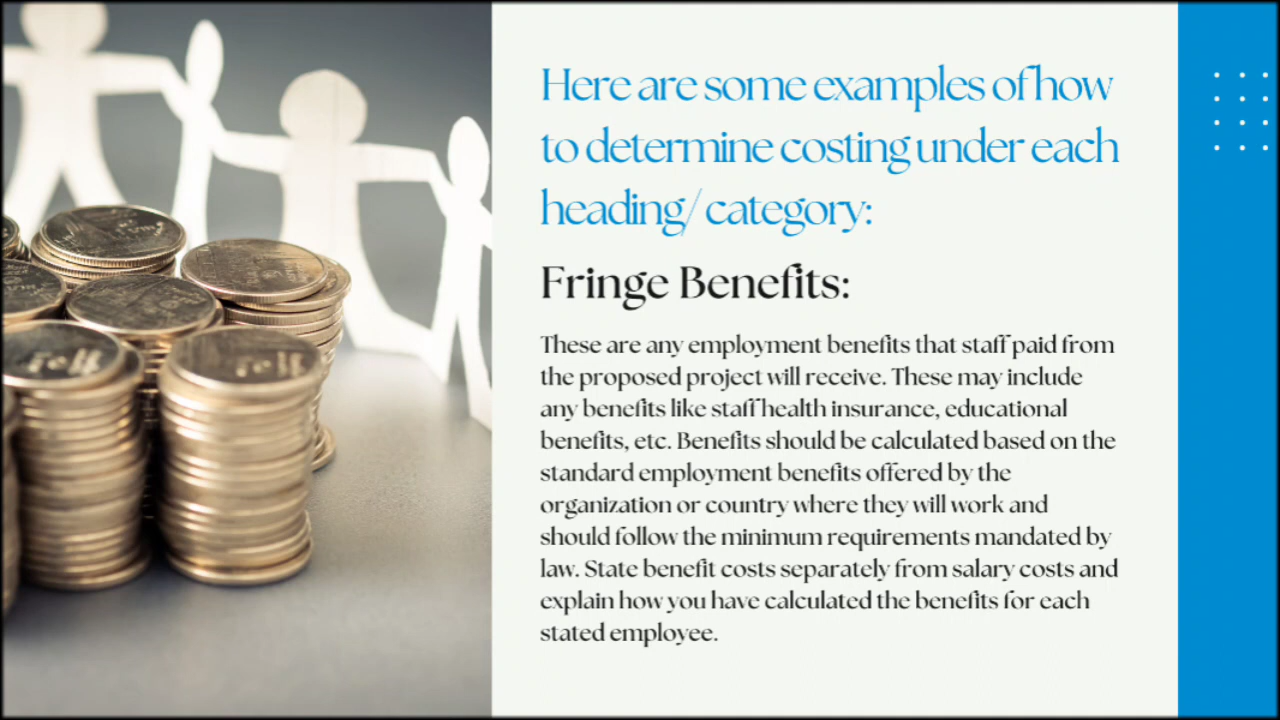 Here are some examples of how
to determine costing under each
heading/ category:
Fringe Benefits:
These are any employment benefits that staff paid from
the proposed project will receive. These may include
any benefits like staff health insurance, educational
benefits, etc. Benefits should be calculated based on the
standard employment benefits offered by the
organization or country where they will work and
should follow the minimum requirements mandated by
law. State benefit costs separately from salary costs and
explain how you have calculated the benefits for each
stated employee.